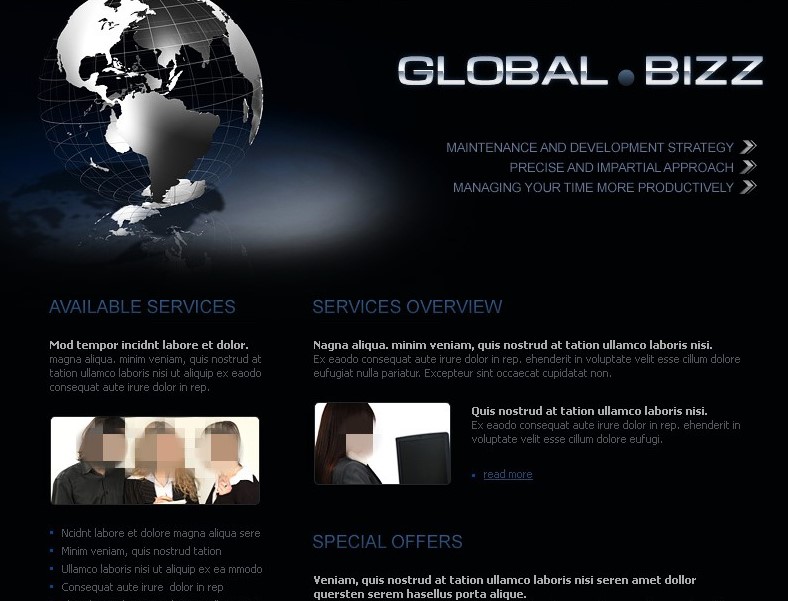 GLOBAL.BIZZ
MAINTENANCE AND DEVELOPMENT STRATEGY
PRECISE AND IMPARTIAL APPROACH
MANAGING YOUR TIME MORE PRODUCTIVELY
AVAILABLE SERVICES
Mod tempor incidnt labore et dolor.
magna aliqua. minim veniam, quis nostrud at
tation ullamco laboris nisi ut aliquip ex eaodo
consequat aute irure dolor in rep.
Ncidnt labore et dolore magna aliqua sere
Minim veniam, quis nostrud tation
Ullamco laboris nisi ut aliquip ex ea mmodo
Consequat aute irure dolor in rep
SERVICES OVERVIEW
Nagna aliqua. minim veniam, quis nostrud at tation ullamco laboris nisi.
Ex eaodo consequat aute irure dolor in rep. ehenderit in voluptate velit esse cillum dolore
eufugiat nulla pariatur. Excepteur sint occaecat cupidatat non.
Quis nostrud at tation ullamco laboris nisi.
Ex eaodo consequat aute irure dolor in rep. ehenderit in
voluptate velit esse cillum dolore eufugi.
read more
SPECIAL OFFERS
Veniam, quis nostrud at tation ullamco laboris nisi seren amet dollor
quersten serem hasellus porta alique.